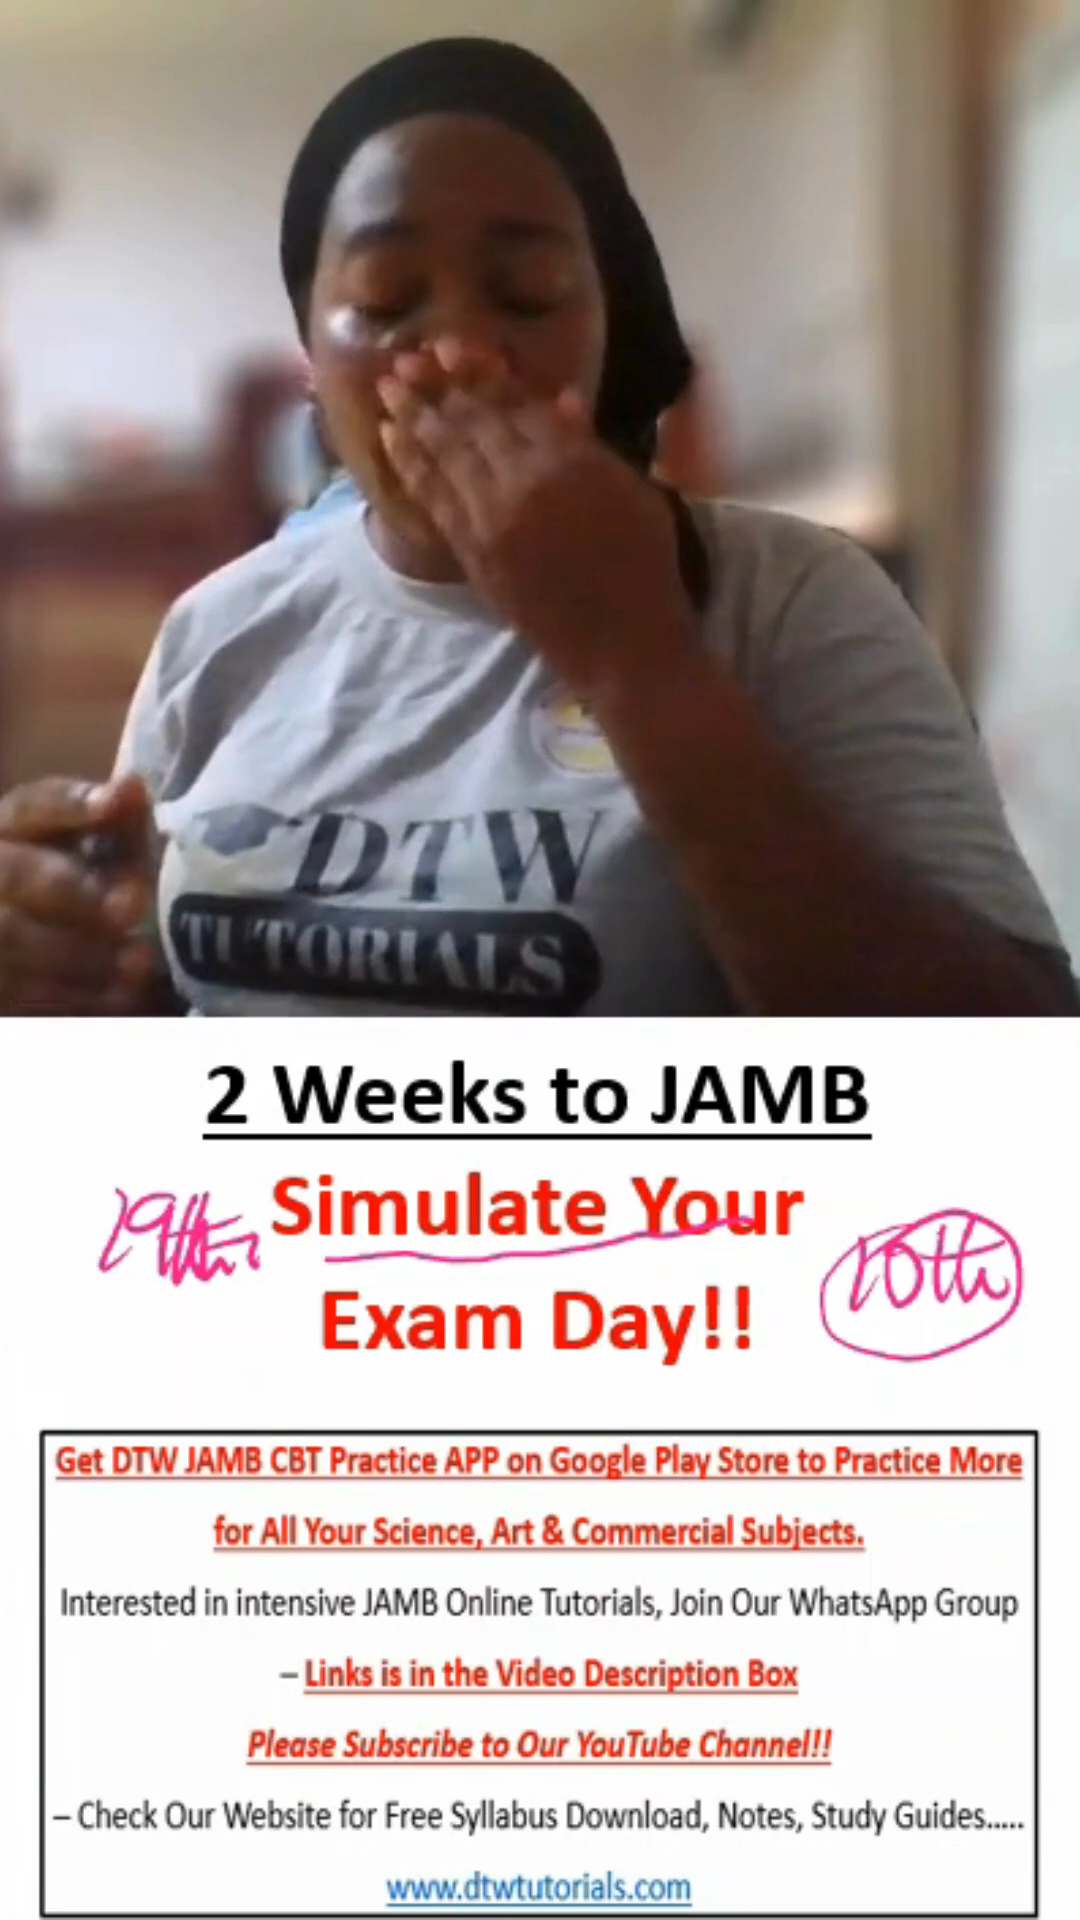 DTW
TUTORIALS
2 Weeks to JAMB
Simulate Your
19th
10th
Exam Day!!
Get DTW JAMB CBT Practice APP on Google Play Store to Practice More
for All Your Science, Art & Commercial Subjects.
Interested in intensive JAMB Online Tutorials, Join Our WhatsApp Group
– Links is in the Video Description Box
Please Subscribe to Our YouTube Channel!!
– Check Our Website for Free Syllabus Download, Notes, Study Guides.....
www.dtwtutorials.com